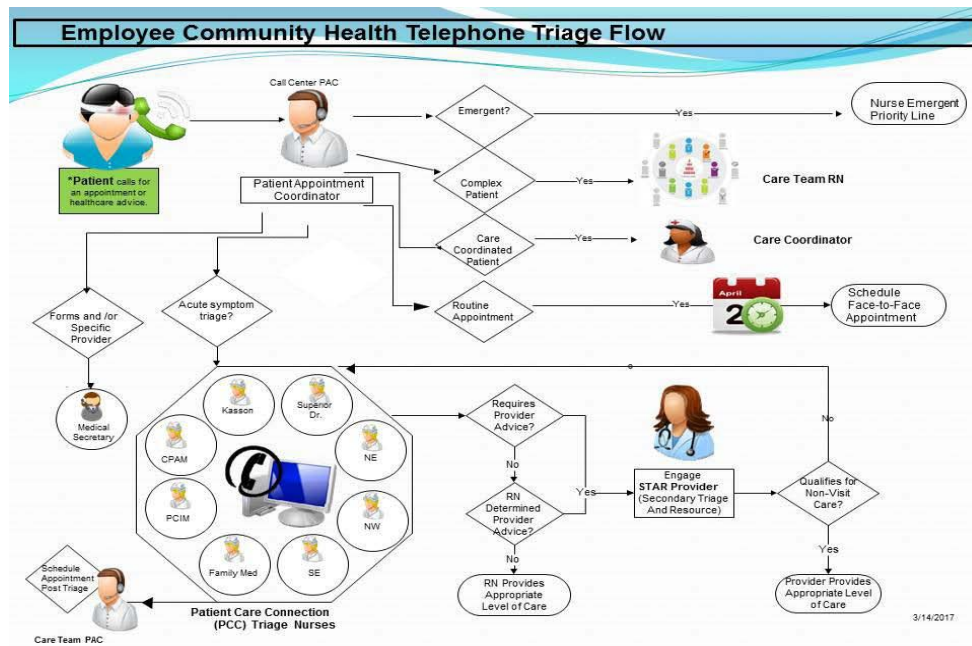 Employee Community Health Telephone Triage Flow
Call Center PAC
*Patient calls for
an appointment or
healthcare advice.
Patient Appointment
Coordinator
Emergent?
Yes
Nurse Emergent
Priority Line
Complex
Patient
Yes
Care Team RN
Care
Coordinated
Patient
Yes
Care Coordinator
Routine
Appointment
Yes
April
2
Schedule
Face-to-Face
Appointment
Forms and /or
Specific
Provider
Acute symptom
triage?
Medical
Secretary
Kasson
Superior
Dr.
CPAM
NE
PCIM
NW
Family Med
SE
Patient Care Connection
(PCC) Triage Nurses
Schedule
Appointment
Post Triage
Care Team PAC
Requires
Provider
Advice?
No
RN
Determined
Provider
Advice?
Yes
No
RN Provides
Appropriate
Level of Care
Engage
STAR Provider
(Secondary Triage
And Resource)
No
Qualifies for
Non-Visit
Care?
Yes
Provider Provides
Appropriate Level
of Care
3/14/2017